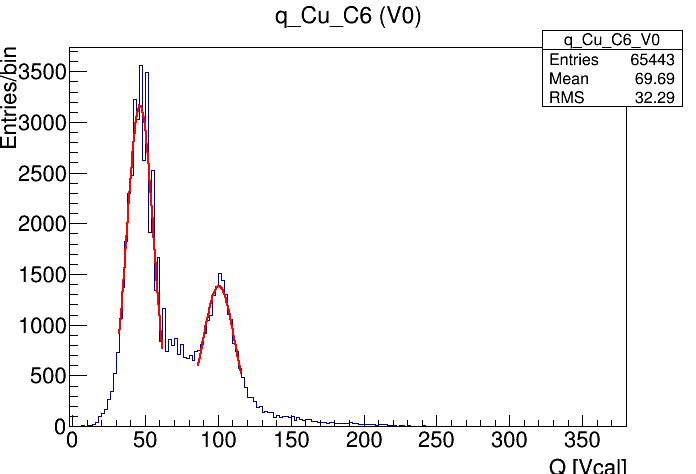 q_Cu_C6 (V0)
q_Cu_C6_V0
Entries 65443
Mean 69.69
RMS 32.29
Entries/bin
3500
3000
2500
2000
1500
1000
500
0
0 50 100 150 200 250 300 350
Q [Vcal]